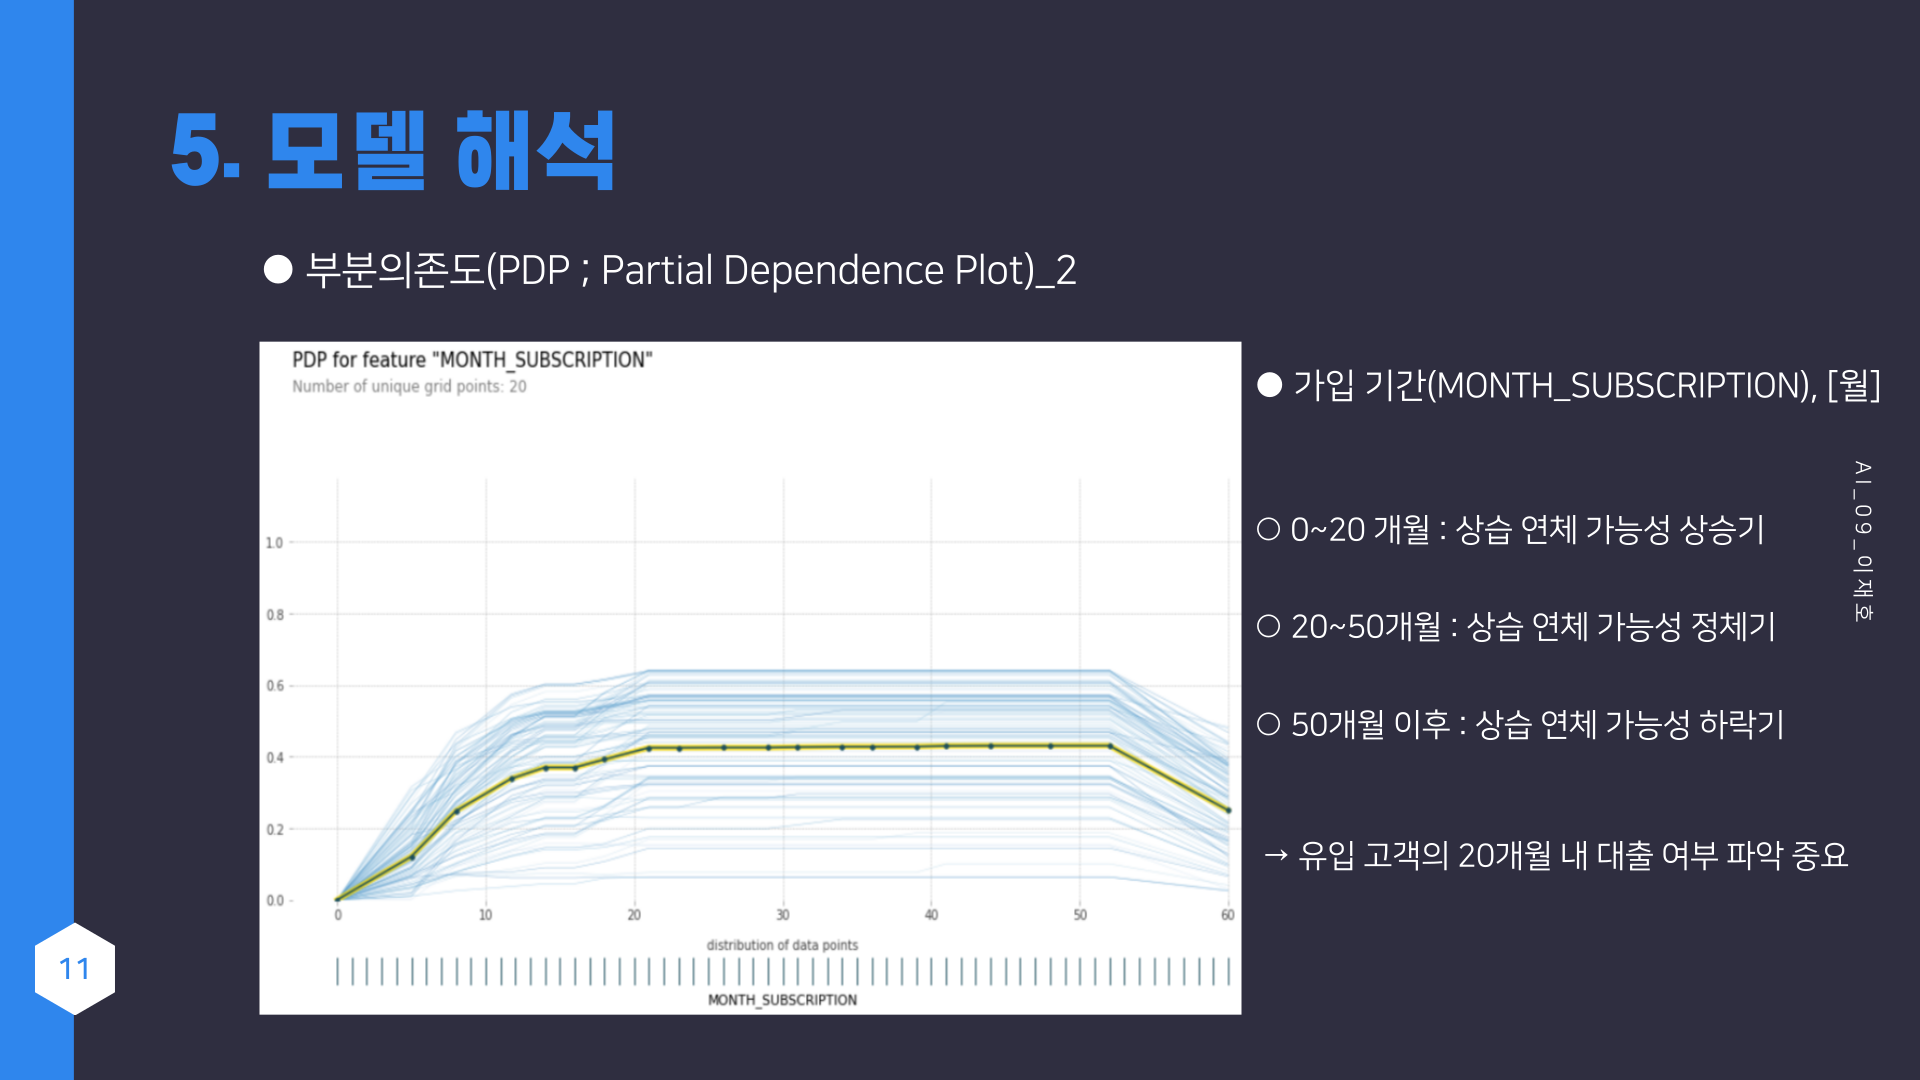 5. 모델 해석
● 부분의존도(PDP ; Partial Dependence Plot)_2
PDP for feature "MONTH_SUBSCRIPTION"
Number of unique grid points: 20
1.0
0.8
0.6
0.4
0.2
0.0
0 10 20 30 40 50 60
distribution of data points
MONTH_SUBSCRIPTION
● 가입 기간(MONTH_SUBSCRIPTION), [월]
○ 0~20 개월 : 상습 연체 가능성 상승기
○ 20~50개월 : 상습 연체 가능성 정체기
○ 50개월 이후 : 상습 연체 가능성 하락기
→ 유입 고객의 20개월 내 대출 여부 파악 중요
AI_09_이재호
11